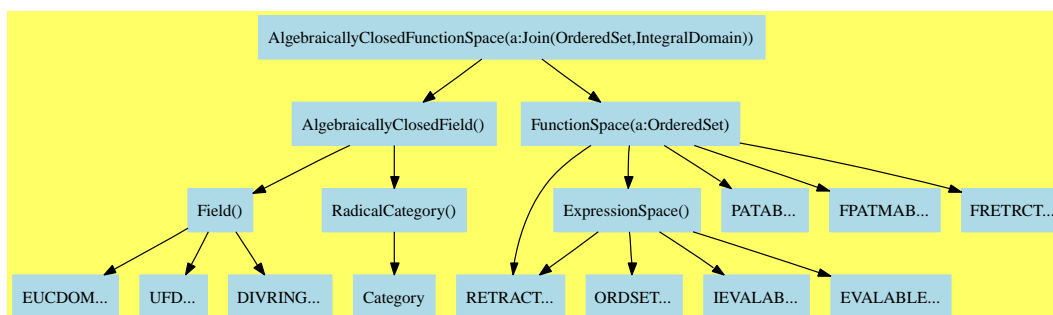 AlgebraicallyClosedFunctionSpace(a:Join(OrderedSet,IntegralDomain))
AlgebraicallyClosedField()
FunctionSpace(a:OrderedSet)
Field()
RadicalCategory()
ExpressionSpace()
PATAB...
FPATMAB...
FRETRCT...
EUCDOM...
UFD...
DIVRING...
Category
RETRACT...
ORDSET...
IEVALAB...
EVALABLE...